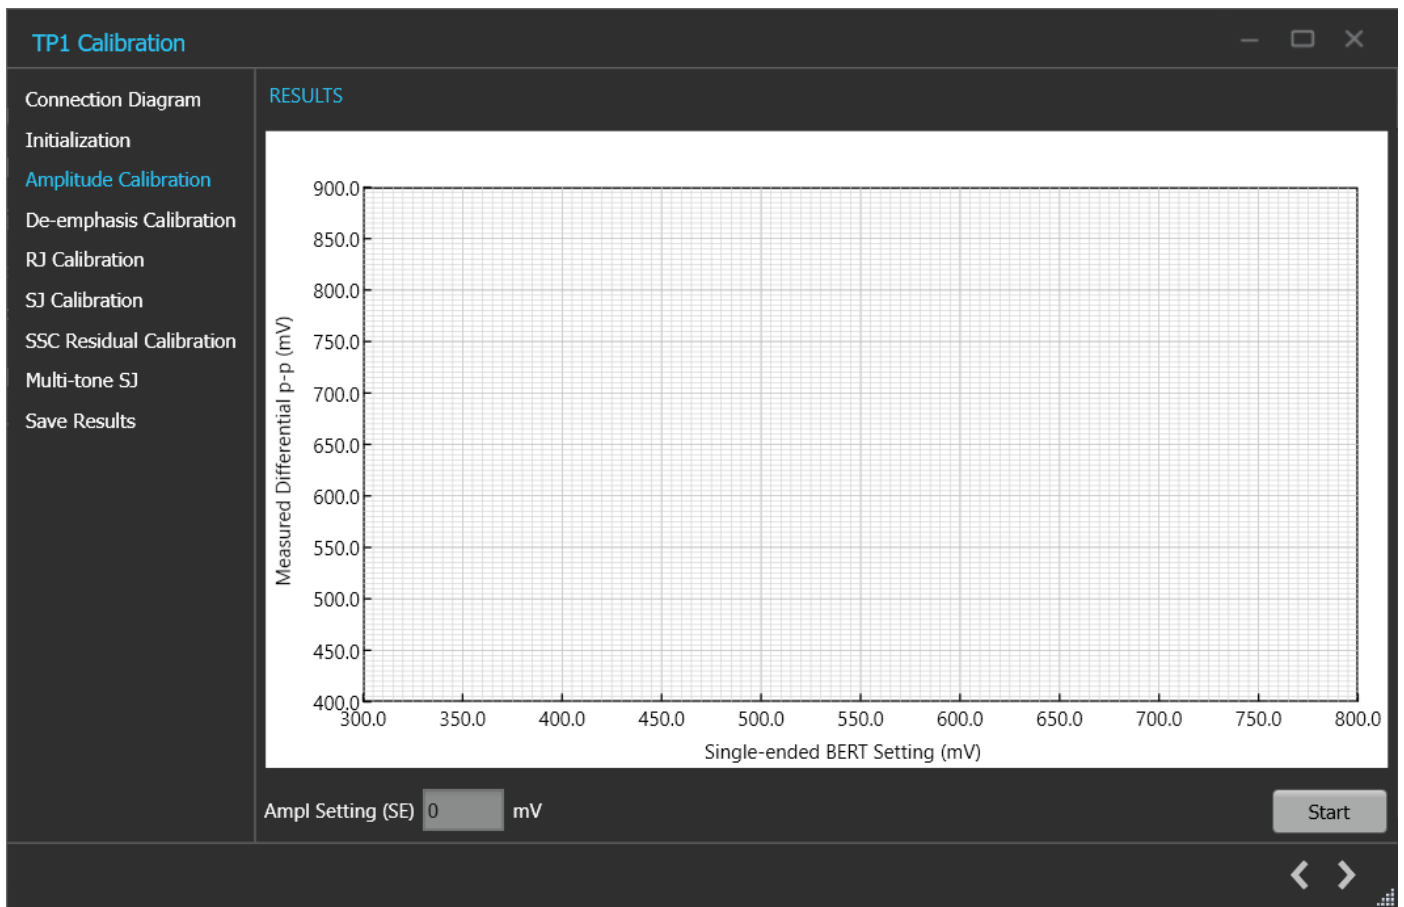 TP1 Calibration
Connection Diagram
Initialization
Amplitude Calibration
De-emphasis Calibration
RJ Calibration
SJ Calibration
SSC Residual Calibration
Multi-tone SJ
Save Results
RESULTS
Measured Differential p-p (mV)
900.0
850.0
800.0
750.0
700.0
650.0
600.0
550.0
500.0
450.0
400.0
300.0 350.0 400.0 450.0 500.0 550.0 600.0 650.0 700.0 750.0 800.0
Single-ended BERT Setting (mV)
Ampl Setting (SE) 0 mV
Start